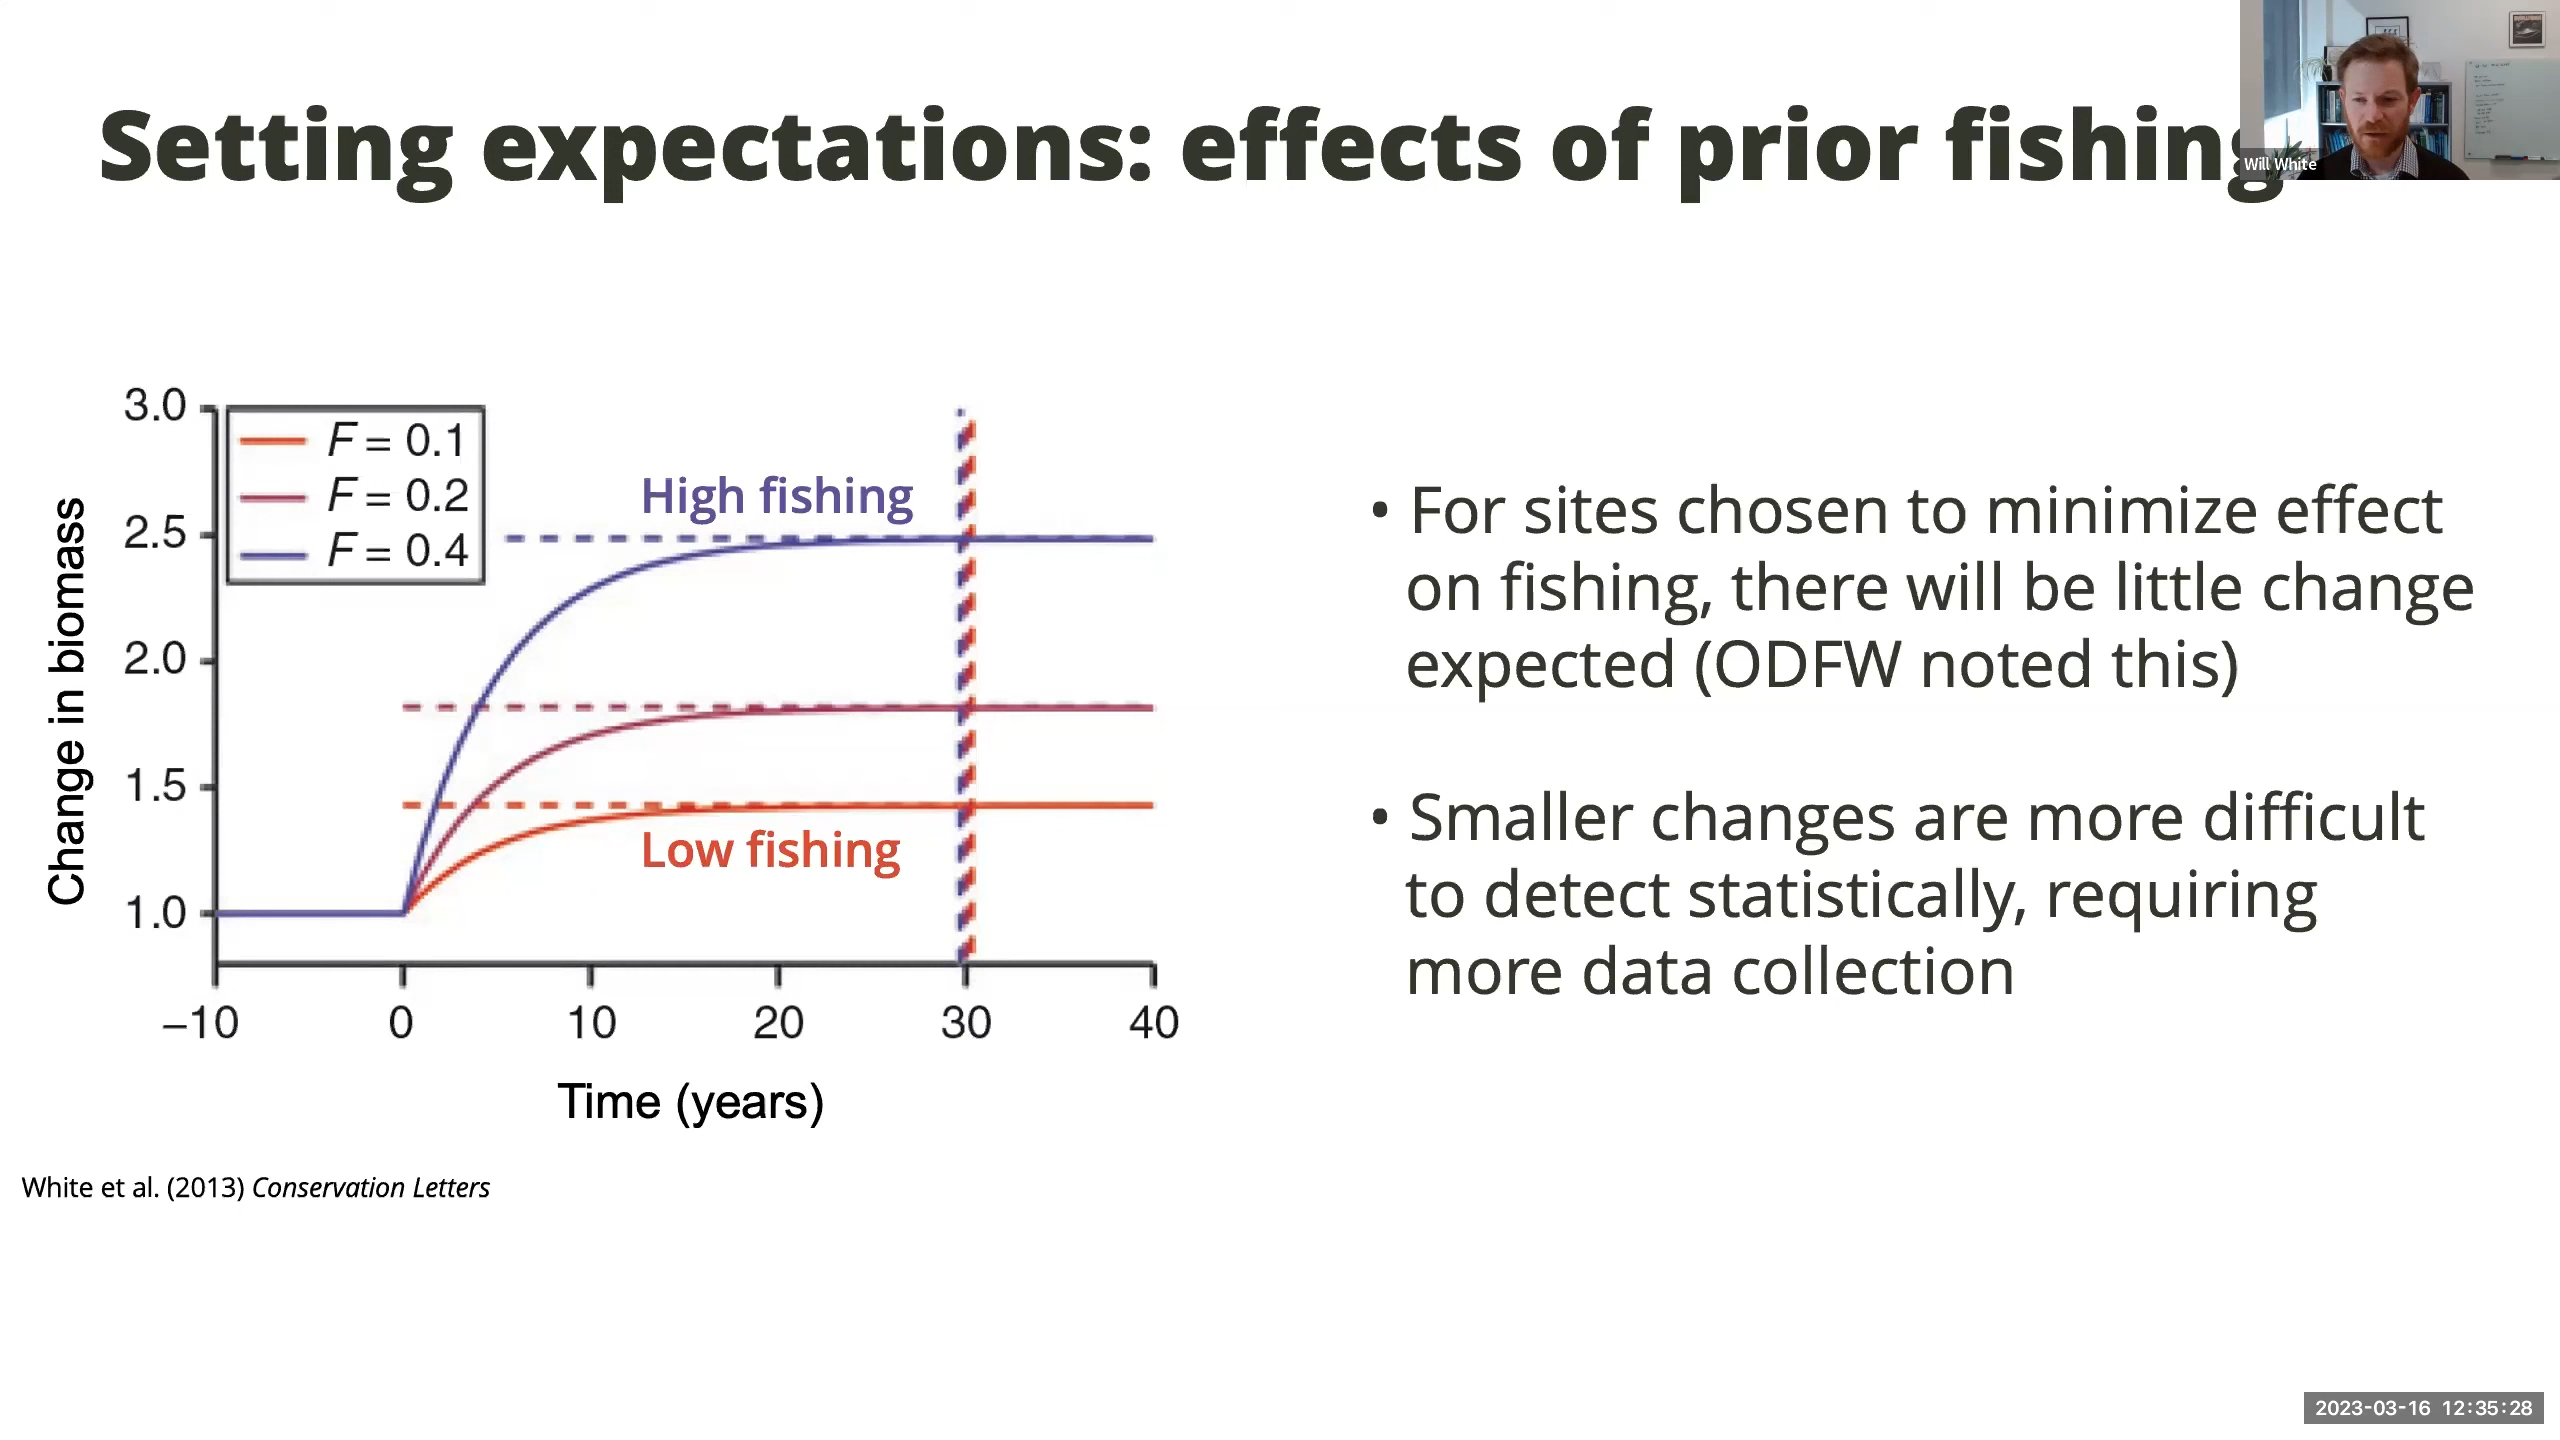 Setting expectations: effects of prior fishing
Will White
3.0
2.5
2.0
1.5
1.0
Change in biomass
F = 0.1
F = 0.2
F = 0.4
High fishing
Low fishing
–10 0 10 20 30 40
Time (years)
White et al. (2013) Conservation Letters
• For sites chosen to minimize effect
on fishing, there will be little change
expected (ODFW noted this)
• Smaller changes are more difficult
to detect statistically, requiring
more data collection
2023-03-16 12:35:28